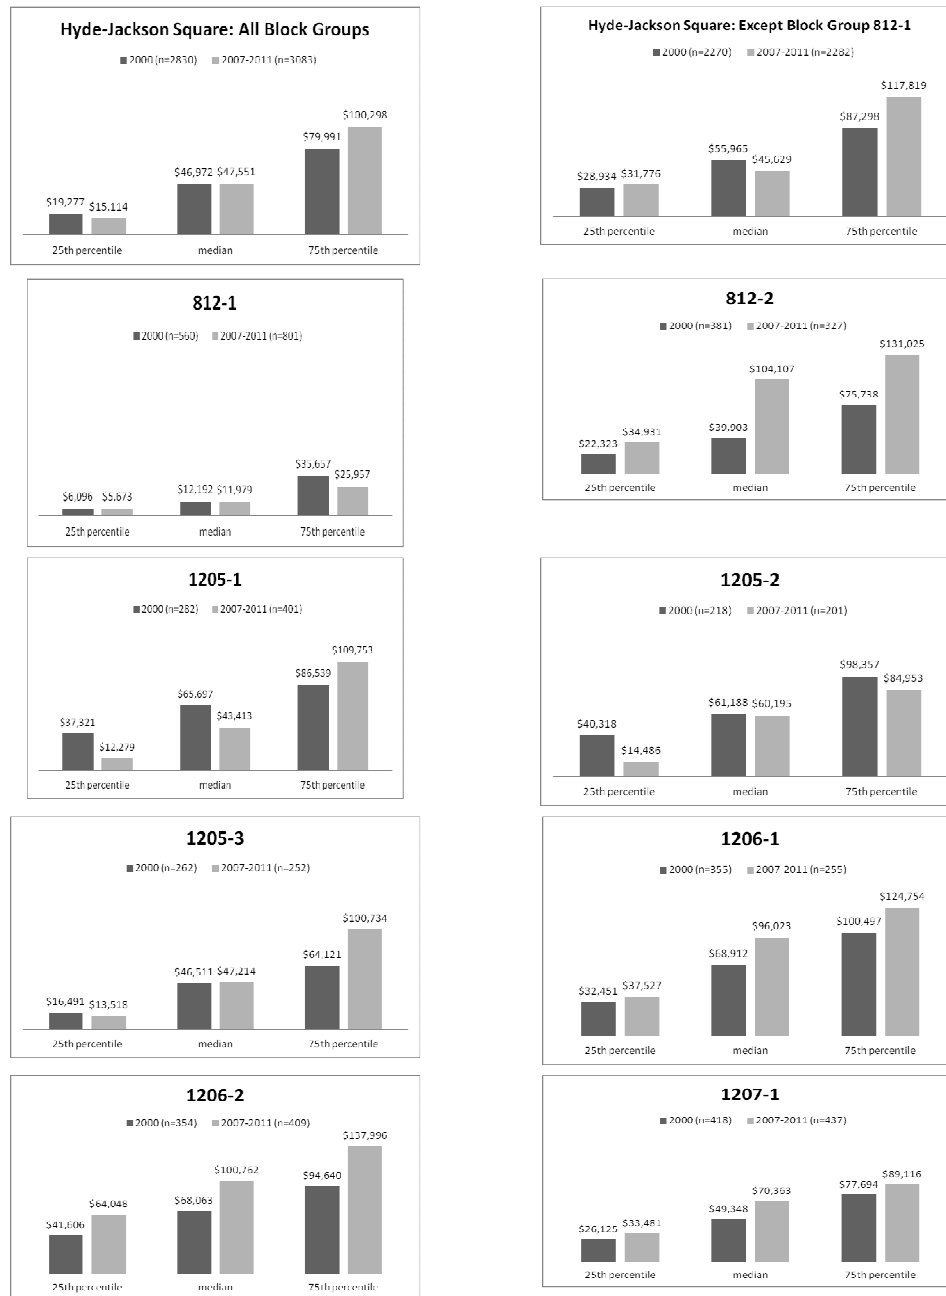 Hyde-Jackson Square: All Block Groups
2000 (n=2830) 2007-2011 (n=3083)
$100,298
$79,991
$46,972 $47,551
$19,277 $15,114
25th percentile median 75th percentile
Hyde-Jackson Square: Except Block Group 812-1
2000 (n=2270) 2007-2011 (n=2282)
$117,819
$87,298
$55,965
$45,629
$28,934 $31,776
25th percentile median 75th percentile
812-1
2000 (n=560) 2007-2011 (n=801)
$35,657
$25,957
$12,192 $11,979
$6,096 $5,673
25th percentile median 75th percentile
812-2
2000 (n=381) 2007-2011 (n=327)
$131,025
$104,107
$75,738
$39,903
$34,931
$22,323
25th percentile median 75th percentile
1205-1
2000 (n=282) 2007-2011 (n=401)
$109,753
$86,539
$65,697
$43,413
$37,321
$12,279
25th percentile median 75th percentile
1205-2
2000 (n=218) 2007-2011 (n=201)
$98,357
$84,953
$61,188 $60,195
$40,318
$14,486
25th percentile median 75th percentile
1205-3
2000 (n=262) 2007-2011 (n=252)
$100,734
$64,121
$46,511 $47,214
$16,491 $13,518
25th percentile median 75th percentile
1206-1
2000 (n=355) 2007-2011 (n=255)
$124,754
$100,497
$96,023
$68,912
$32,451 $37,527
25th percentile median 75th percentile
1206-2
2000 (n=354) 2007-2011 (n=409)
$137,996
$100,762
$94,640
$68,063
$64,048
$41,606
25th percentile median 75th percentile
1207-1
2000 (n=418) 2007-2011 (n=437)
$89,116
$77,694
$70,363
$49,348
$33,481
$26,125
25th percentile median 75th percentile